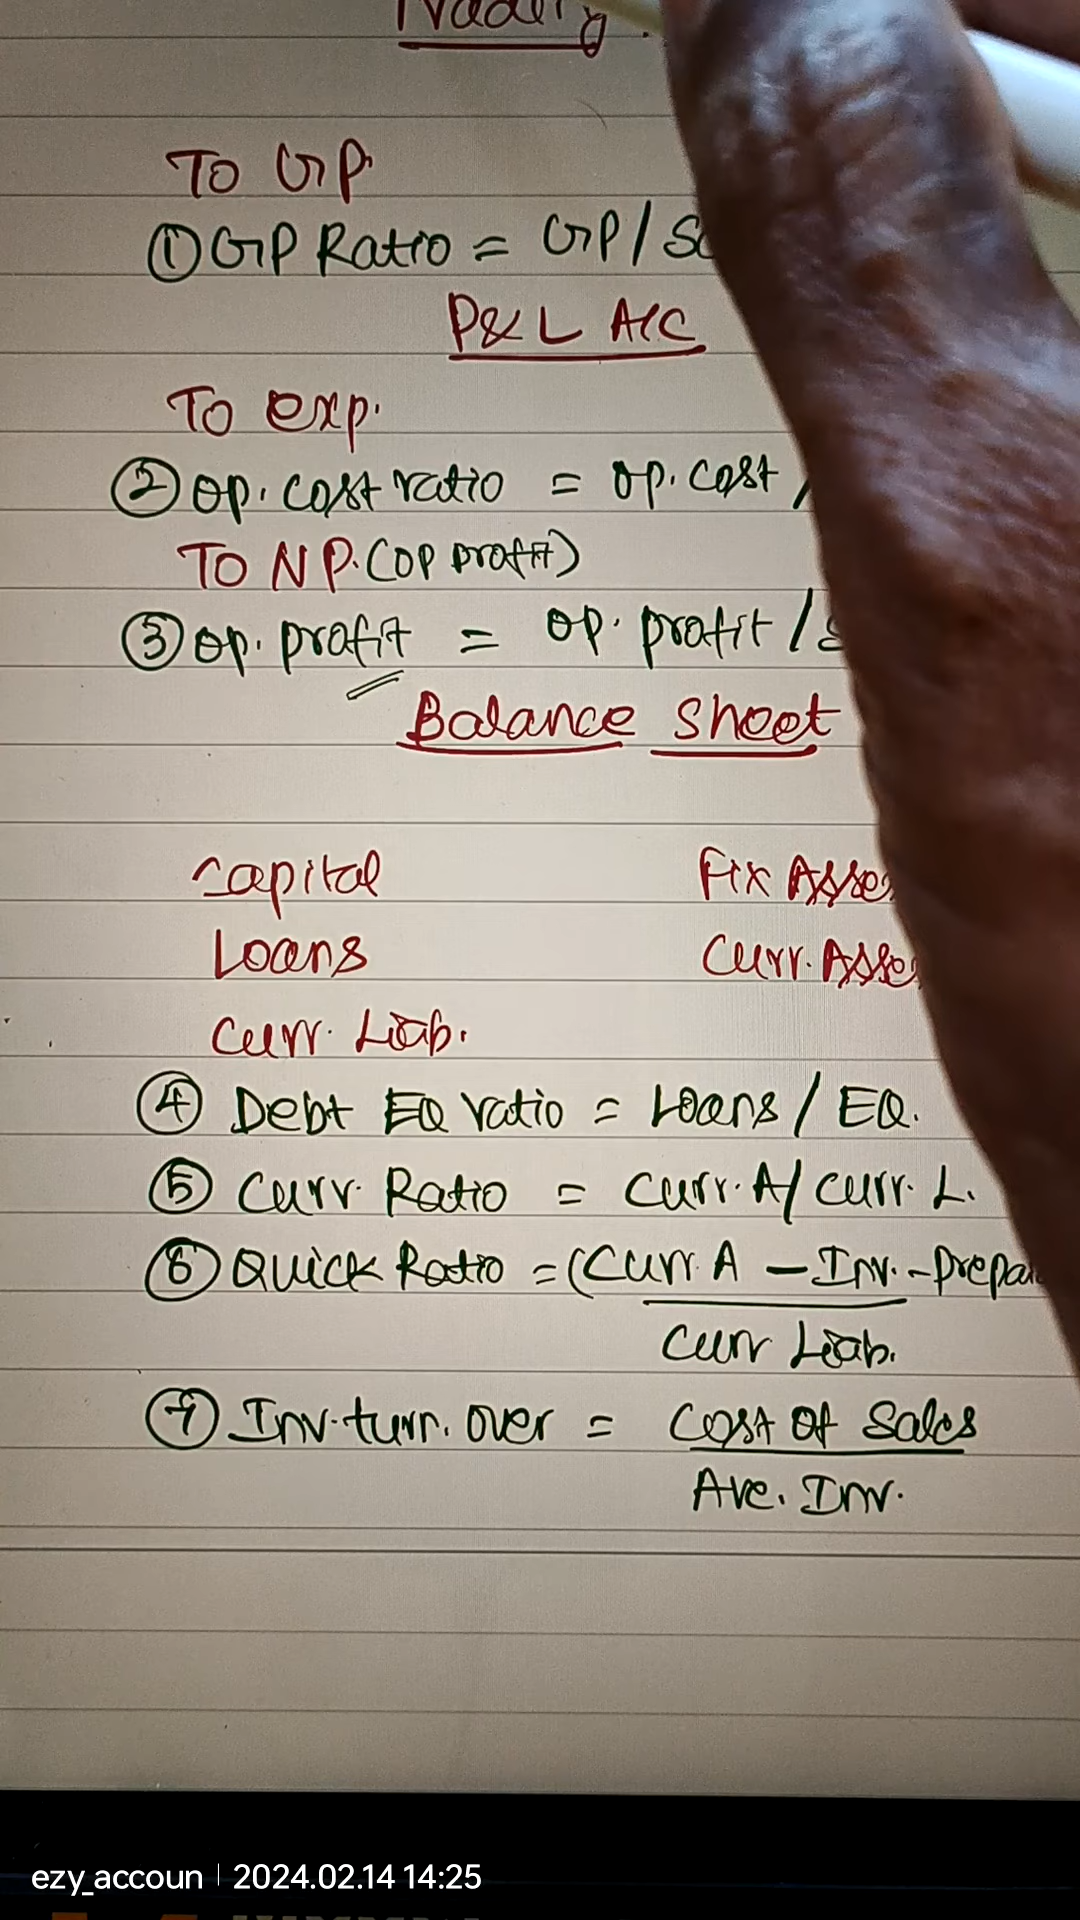 Trading
To GP.
① GP Ratio = GP /
P & L A/C
To exp.
② op. cost ratio = op. cost /
To NP. (op profit)
③ op. profit = op. profit /
Balance Sheet
Capital Fix
Loans Curr.
Curr. Liab.
④ Debt EQ ratio = Loans / EQ.
⑤ Curr. Ratio = Curr. A / Curr. L.
⑥ Quick Ratio = (Curr A - Inv. -
Curr Liab.
⑦ Inv. turn. over = Cost of Sales
Ave. Inv.
ezy_accoun | 2024.02.14 14:25